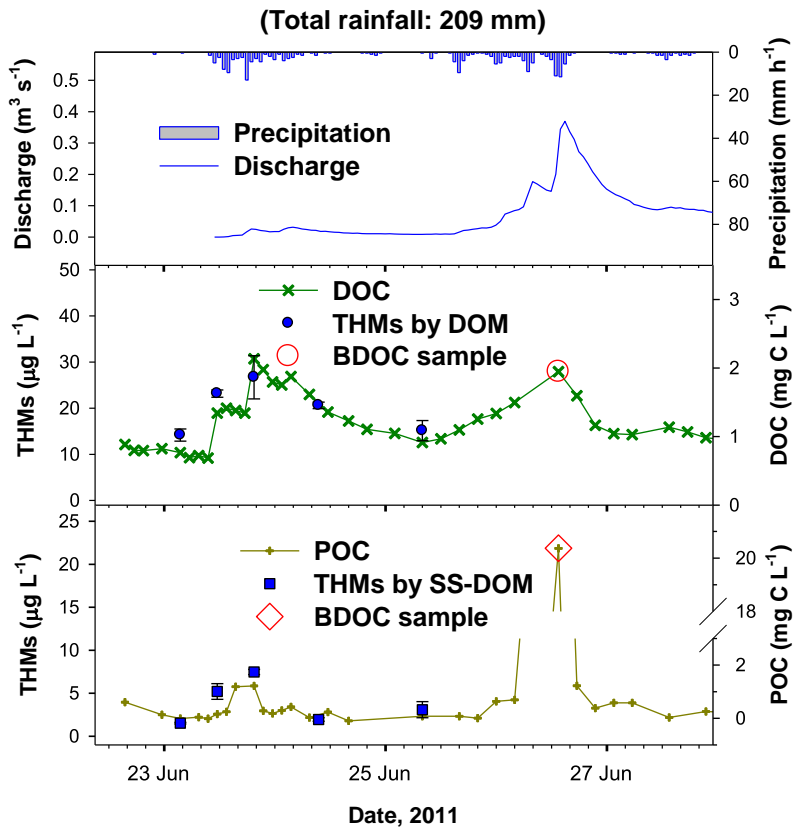 (Total rainfall: 209 mm)
Discharge (m³ s⁻¹)
0.5
0.4
0.3
0.2
0.1
0.0
Precipitation
Discharge
0
20
40
60
80
Precipitation (mm h⁻¹)
THMs (µg L⁻¹)
50
40
30
20
10
0
DOC
THMs by DOM
BDOC sample
3
2
1
0
DOC (mg C L⁻¹)
THMs (µg L⁻¹)
25
20
15
10
5
0
POC
THMs by SS-DOM
BDOC sample
20
18
4
2
0
POC (mg C L⁻¹)
23 Jun
25 Jun
27 Jun
Date, 2011